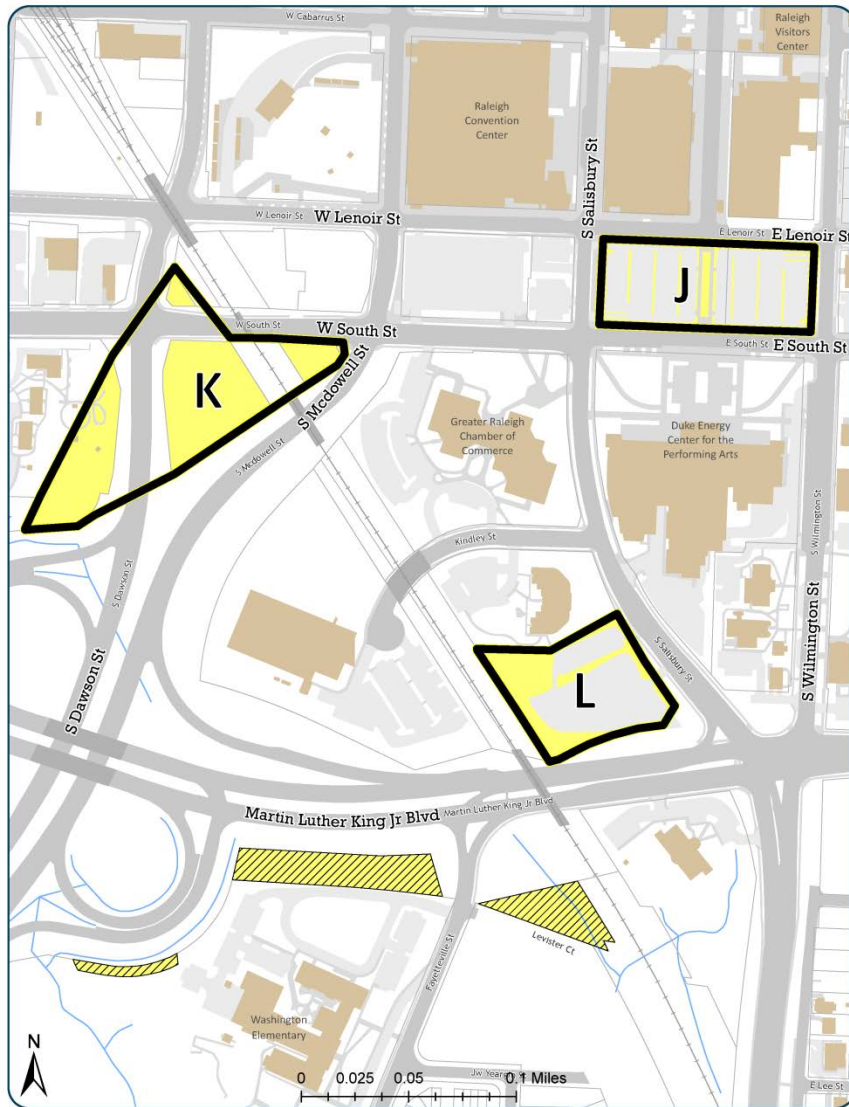 W Cabarrus St
Raleigh
Visitors
Center
Raleigh
Convention
Center
S Salisbury St
W Lenoir St
W Lenoir St
E Lenoir St
E Lenoir St
J
W South St
W South St
E South St
E South St
K
S Mcdowell St
S Mcdowell St
Greater Raleigh
Chamber of
Commerce
Duke Energy
Center for the
Performing Arts
S Wilmington St
Kindley St
S Dawson St
S Salisbury St
S Wilmington St
S Dawson St
L
Martin Luther King Jr Blvd
Martin Luther King Jr Blvd
Levister Ct
Fayetteville St
Washington
Elementary
N
0 0.025 0.05 0.1 Miles
E Lee St